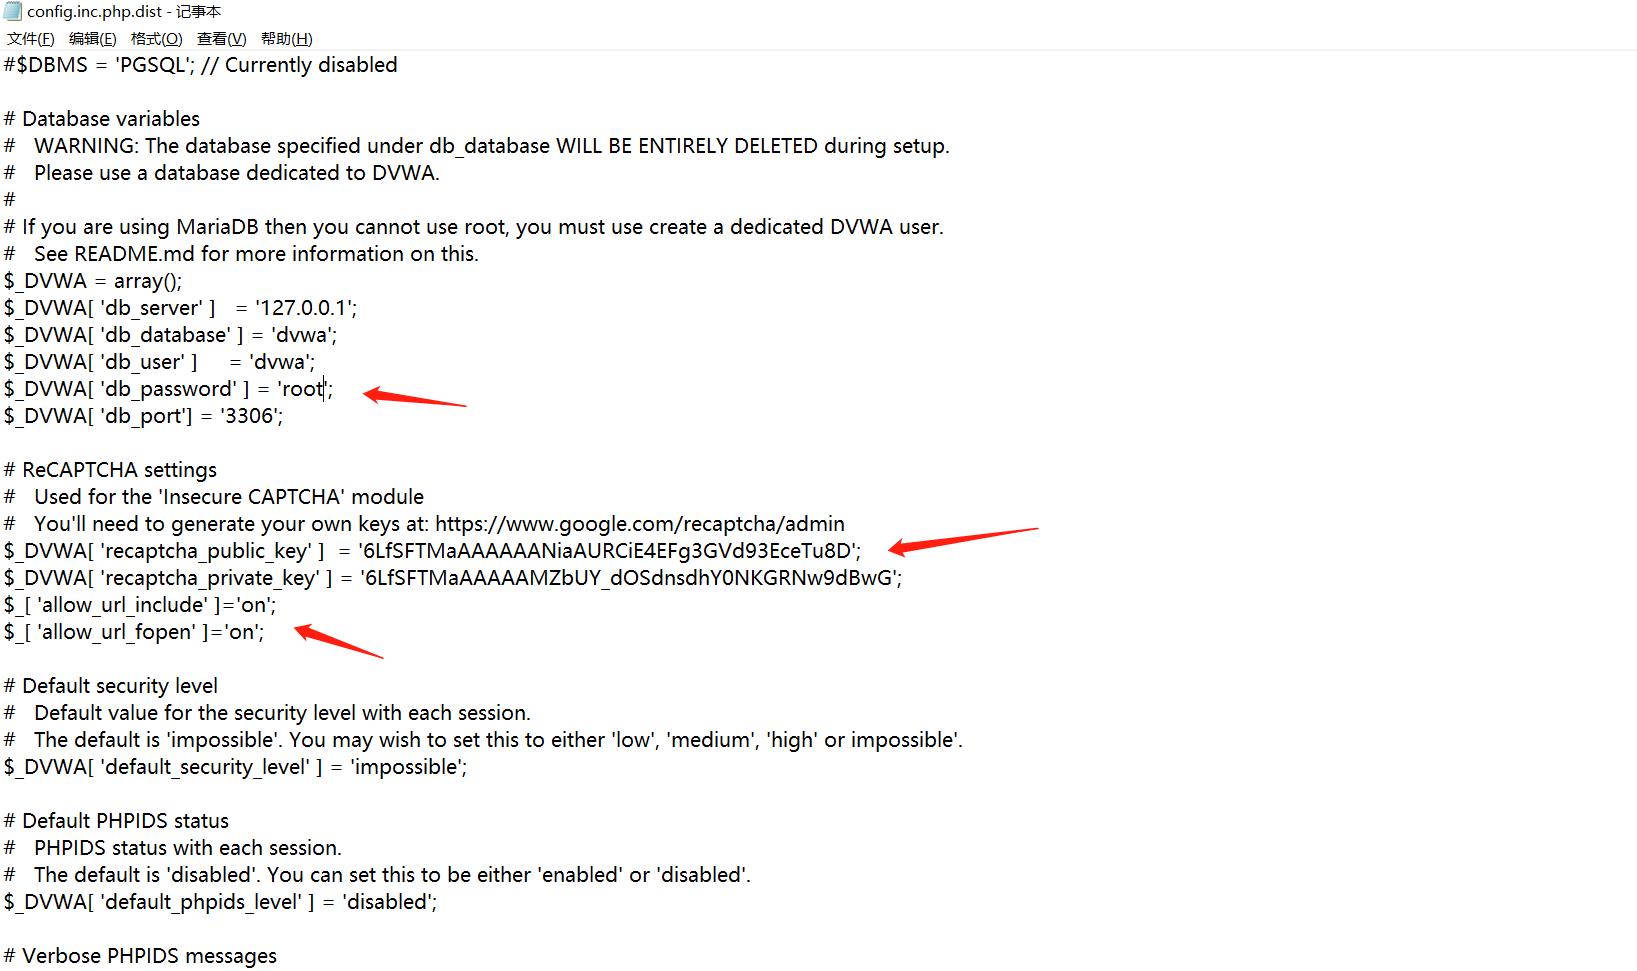 config.inc.php.dist - 记事本
文件(F) 编辑(E) 格式(O) 查看(V) 帮助(H)
#$DBMS = 'PGSQL'; // Currently disabled
# Database variables
#   WARNING: The database specified under db_database WILL BE ENTIRELY DELETED during setup.
#   Please use a database dedicated to DVWA.
#
# If you are using MariaDB then you cannot use root, you must use create a dedicated DVWA user.
#   See README.md for more information on this.
$_DVWA = array();
$_DVWA[ 'db_server' ]   = '127.0.0.1';
$_DVWA[ 'db_database' ] = 'dvwa';
$_DVWA[ 'db_user' ]     = 'dvwa';
$_DVWA[ 'db_password' ] = 'root';
$_DVWA[ 'db_port'] = '3306';
# ReCAPTCHA settings
#   Used for the 'Insecure CAPTCHA' module
#   You'll need to generate your own keys at: https://www.google.com/recaptcha/admin
$_DVWA[ 'recaptcha_public_key' ]  = '6LfSFTMaAAAAAANiaAURCiE4EFg3GVd93EceTu8D';
$_DVWA[ 'recaptcha_private_key' ] = '6LfSFTMaAAAAAMZbUY_dOSdnsdhY0NKGRNw9dBwG';
$_[ 'allow_url_include' ]='on';
$_[ 'allow_url_fopen' ]='on';
# Default security level
#   Default value for the security level with each session.
#   The default is 'impossible'. You may wish to set this to either 'low', 'medium', 'high' or impossible'.
$_DVWA[ 'default_security_level' ] = 'impossible';
# Default PHPIDS status
#   PHPIDS status with each session.
#   The default is 'disabled'. You can set this to be either 'enabled' or 'disabled'.
$_DVWA[ 'default_phpids_level' ] = 'disabled';
# Verbose PHPIDS messages